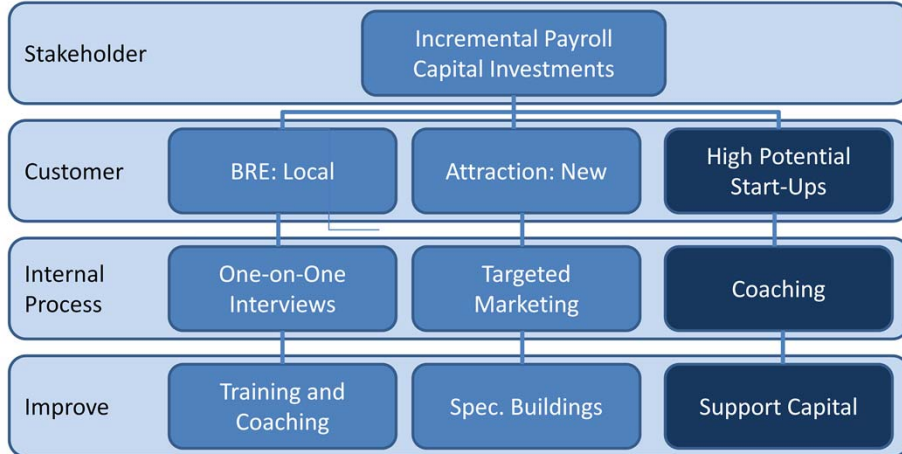 Stakeholder
Incremental Payroll
Capital Investments
Customer
BRE: Local
Attraction: New
High Potential
Start-Ups
Internal
Process
One-on-One
Interviews
Targeted
Marketing
Coaching
Improve
Training and
Coaching
Spec. Buildings
Support Capital